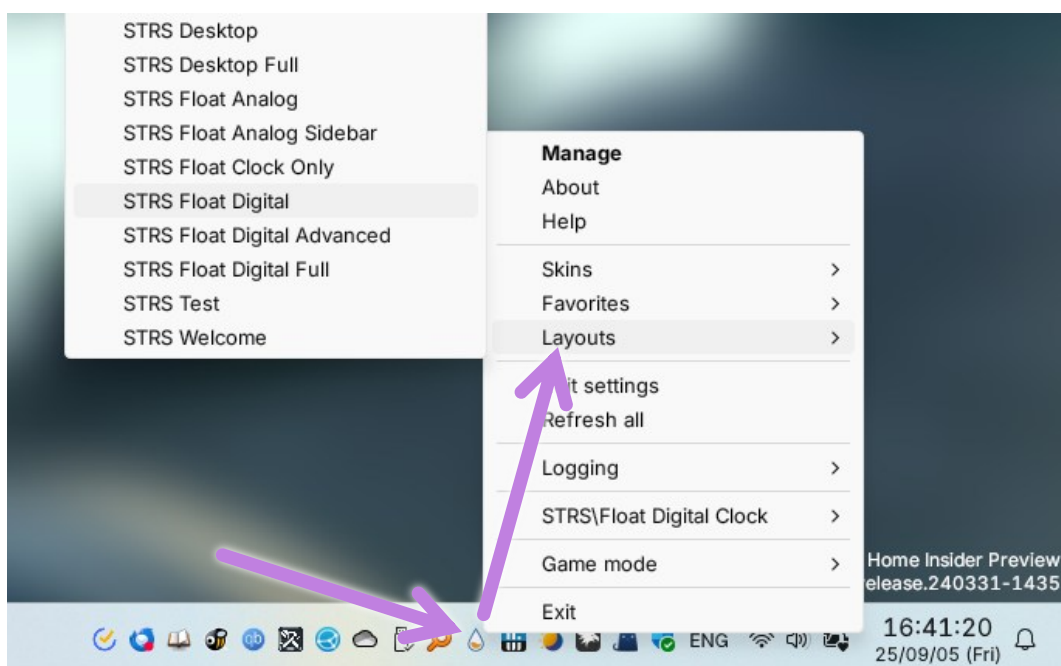 STRS Desktop
STRS Desktop Full
STRS Float Analog
STRS Float Analog Sidebar
STRS Float Clock Only
STRS Float Digital
STRS Float Digital Advanced
STRS Float Digital Full
STRS Test
STRS Welcome
Manage
About
Help
Skins
Favorites
Layouts
settings
Refresh all
Logging
STRS\Float Digital Clock
Game mode
Exit
Home Insider Preview
elease.240331-1435
qb
ENG
16:41:20
25/09/05 (Fri)